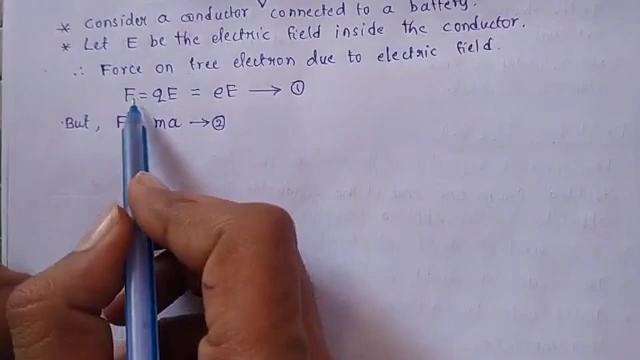 * Consider a conductor connected to a battery.
* Let E be the electric field inside the conductor.
∴ Force on free electron due to electric field.
F = qE = eE → ①
But, F ma → ②